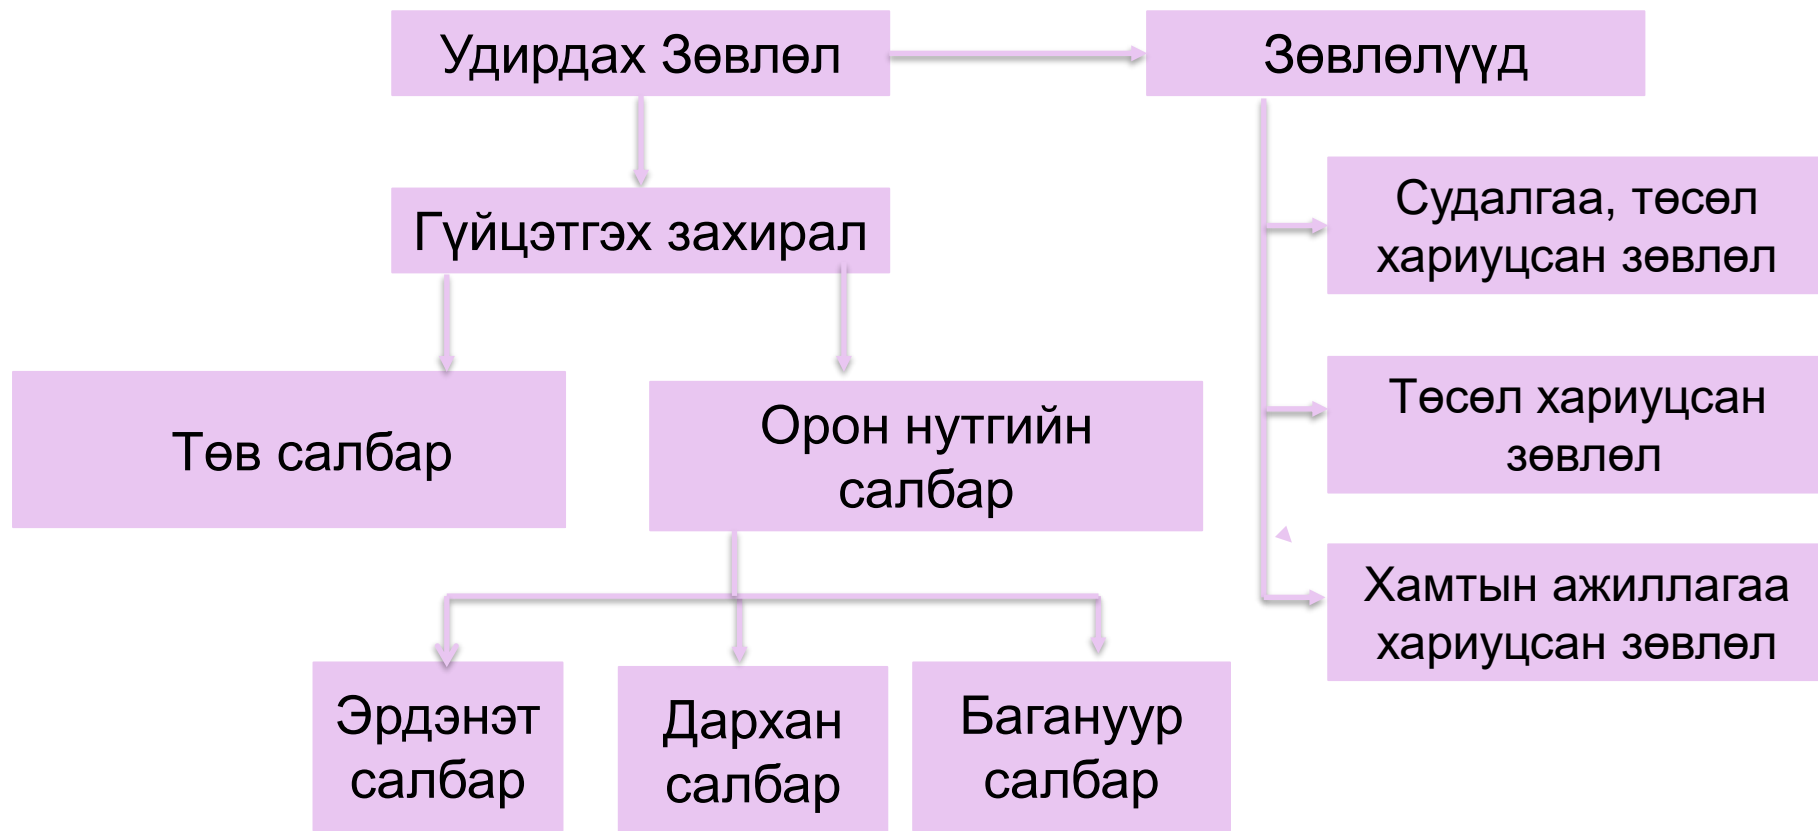 Удирдах Зөвлөл
Зөвлөлүүд
Гүйцэтгэх захирал
Судалгаа, төсөл
хариуцсан зөвлөл
Төв салбар
Орон нутгийн
салбар
Төсөл хариуцсан
зөвлөл
Хамтын ажиллагаа
хариуцсан зөвлөл
Эрдэнэт
салбар
Дархан
салбар
Багануур
салбар